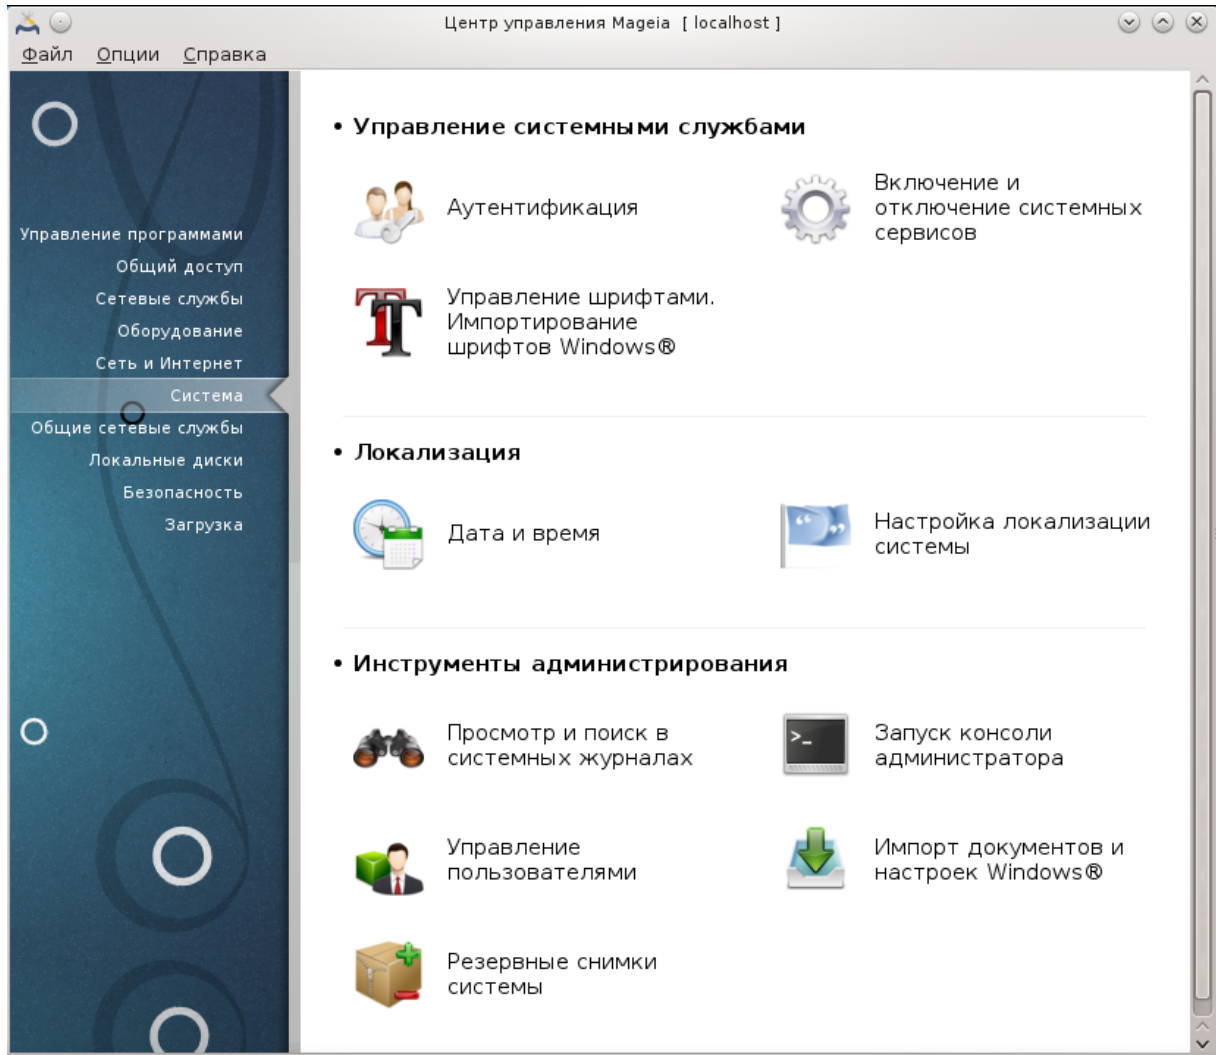 Центр управления Mageia [ localhost ]
Файл Опции Справка
Управление программами
Общий доступ
Сетевые службы
Оборудование
Сеть и Интернет
Система
Общие сетевые службы
Локальные диски
Безопасность
Загрузка
• Управление системными службами
Аутентификация
Включение и
отключение системных
сервисов
Управление шрифтами.
Импортирование
шрифтов Windows®
• Локализация
Дата и время
Настройка локализации
системы
• Инструменты администрирования
Просмотр и поиск в
системных журналах
Запуск консоли
администратора
Управление
пользователями
Импорт документов и
настроек Windows®
Резервные снимки
системы